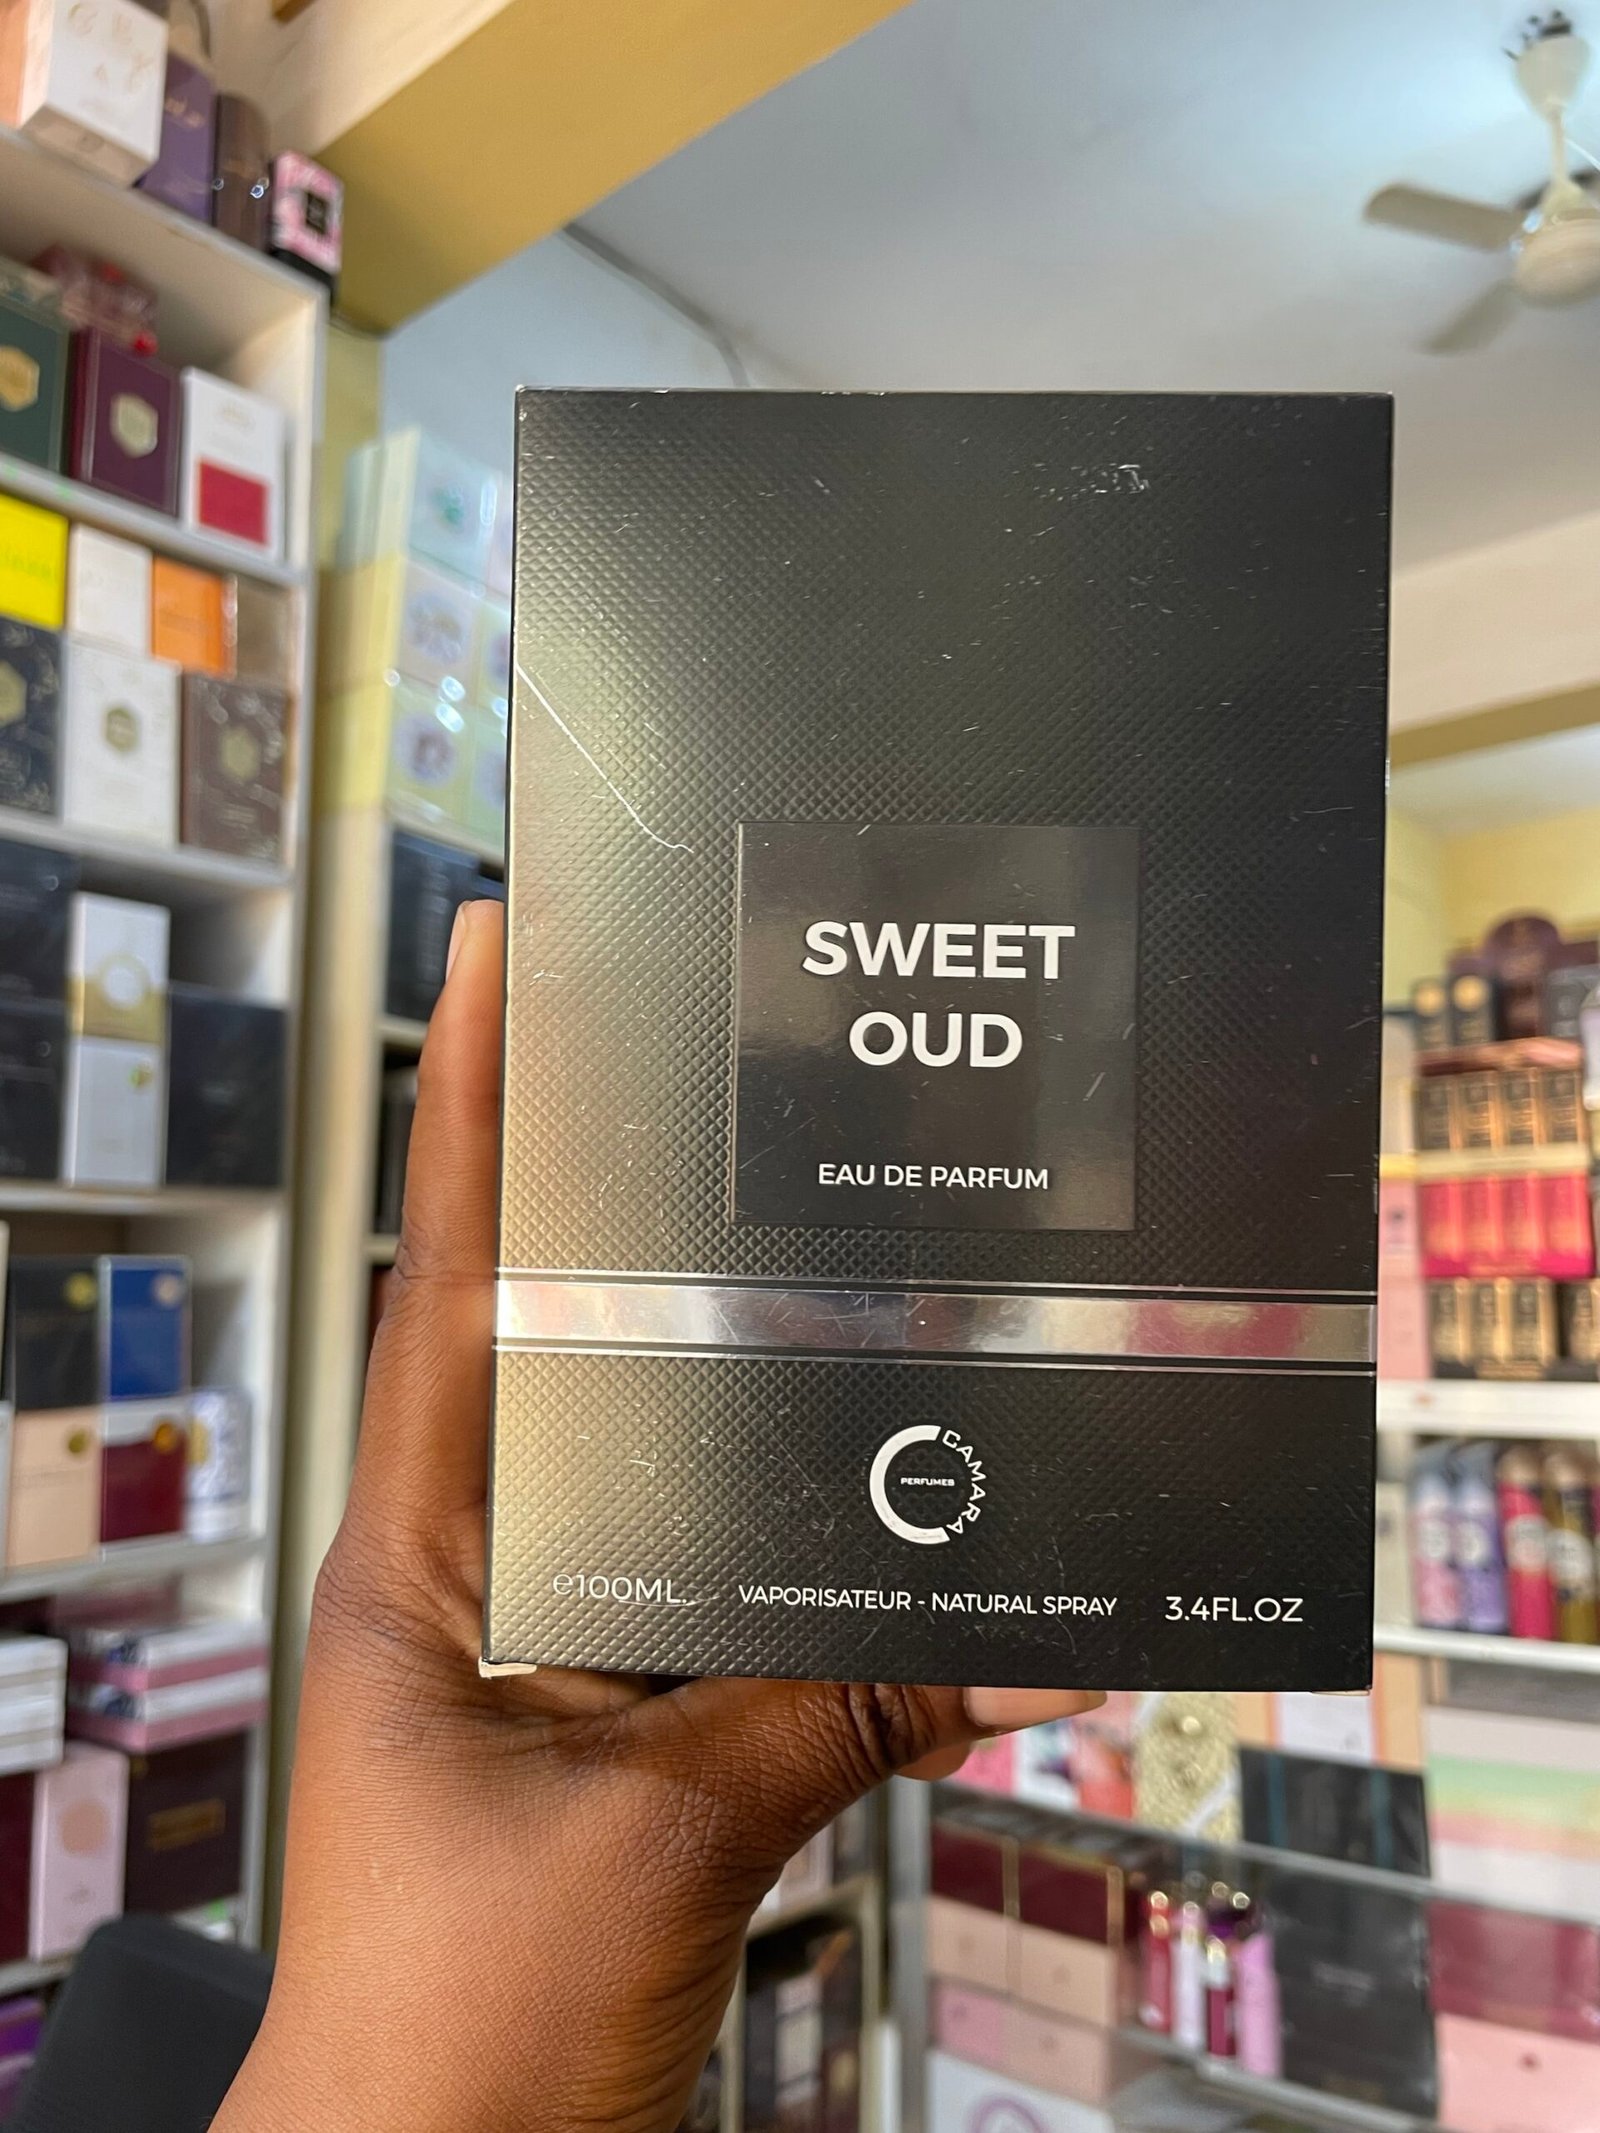 SWEET
OUD
EAU DE PARFUM
CAMARA
PERFUMES
e100ML.
VAPORISATEUR - NATURAL SPRAY
3.4FL.OZ